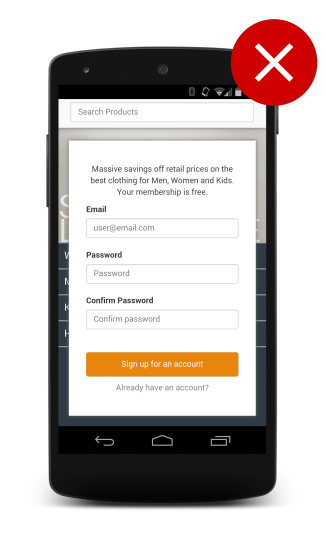 Search Products
Massive savings off retail prices on the
best clothing for Men, Women and Kids.
Your membership is free.
Email
user@email.com
Password
Password
Confirm Password
Confirm password
Sign up for an account
Already have an account?